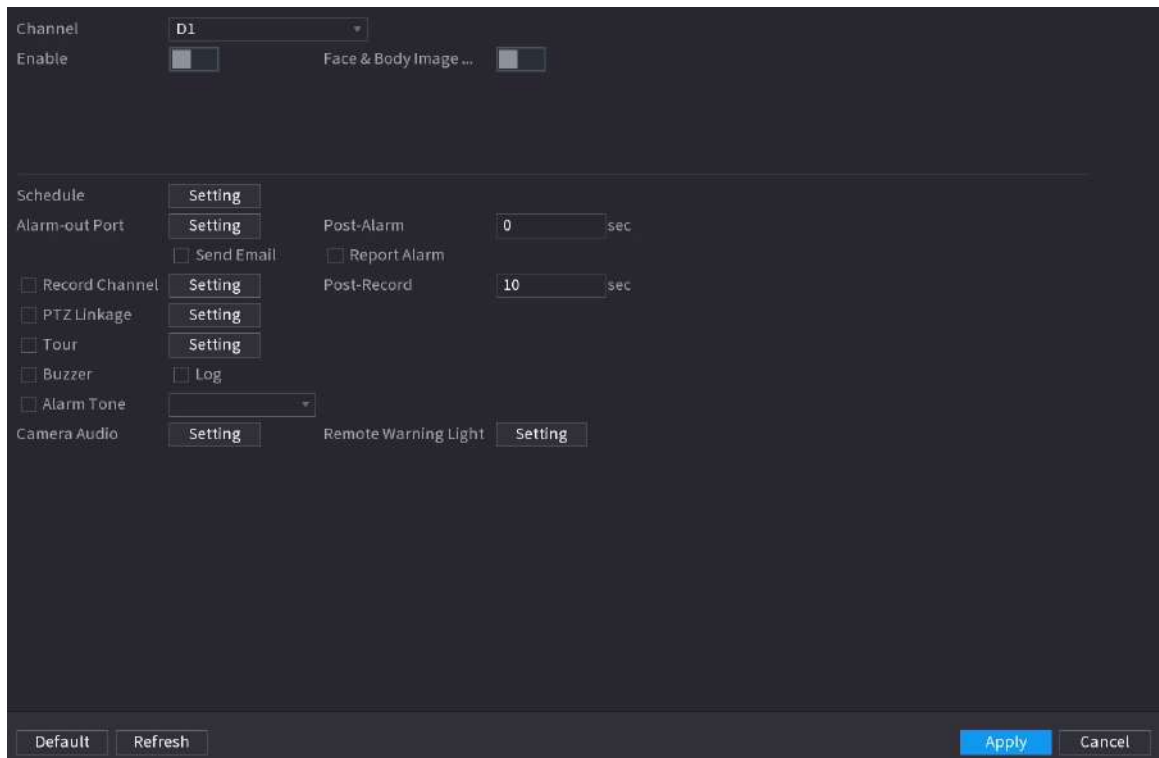 Channel D1
Enable Face & Body Image ...
Schedule Setting
Alarm-out Port Setting Post-Alarm 0 sec
Send Email Report Alarm
Record Channel Setting Post-Record 10 sec
PTZ Linkage Setting
Tour Setting
Buzzer Log
Alarm Tone
Camera Audio Setting Remote Warning Light Setting
Default Refresh Apply Cancel